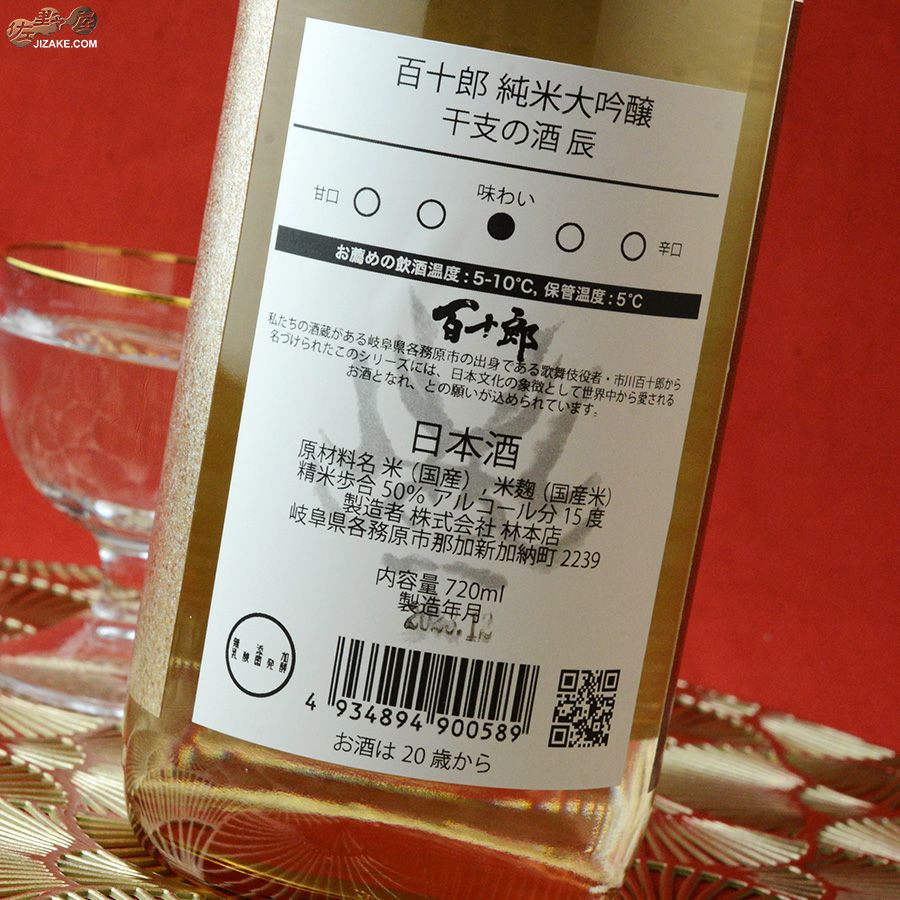 佐野屋
JIZAKE.COM
百十郎 純米大吟醸
干支の酒 辰
味わい
甘口
辛口
お薦めの飲酒温度 : 5-10℃, 保管温度 : 5℃
百十郎
私たちの酒蔵がある岐阜県各務原市の出身である歌舞伎役者・市川百十郎から
名づけられたこのシリーズには、日本文化の象徴として世界中から愛される
お酒となれ、との願いが込められています。
日本酒
原材料名 米（国産）, 米麹（国産米）
精米歩合 50% アルコール分 15 度
製造者 株式会社 林本店
岐阜県各務原市那加新加納町 2239
内容量 720ml
製造年月
4 934894 900589
お酒は 20 歳から